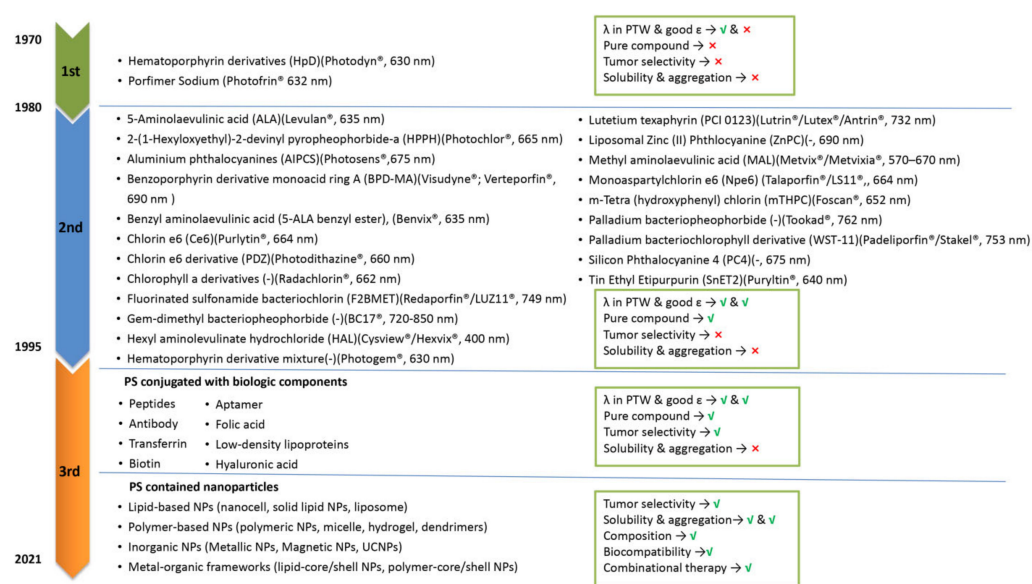 1970
1st
• Hematoporphyrin derivatives (HpD)(Photodyn®, 630 nm)
• Porfimer Sodium (Photofrin® 632 nm)
λ in PTW & good ε → √ & ×
Pure compound → ×
Tumor selectivity → ×
Solubility & aggregation → ×
1980
2nd
• 5-Aminolaevulinic acid (ALA)(Levulan®, 635 nm)
• 2-(1-Hexyloxyethyl)-2-devinyl pyropheophorbide-a (HPPH)(Photochlor®, 665 nm)
• Aluminium phthalocyanines (AIPCS)(Photosens®,675 nm)
• Benzoporphyrin derivative monoacid ring A (BPD-MA)(Visudyne®; Verteporfin®,
690 nm )
• Benzyl aminolaevulinic acid (5-ALA benzyl ester), (Benvix®, 635 nm)
• Chlorin e6 (Ce6)(Purlytin®, 664 nm)
• Chlorin e6 derivative (PDZ)(Photodithazine®, 660 nm)
• Chlorophyll a derivatives (-)(Radachlorin®, 662 nm)
• Fluorinated sulfonamide bacteriochlorin (F2BMET)(Redaporfin®/LUZ11®, 749 nm)
• Gem-dimethyl bacteriopheophorbide (-)(BC17®, 720-850 nm)
• Hexyl aminolevulinate hydrochloride (HAL)(Cysview®/Hexvix®, 400 nm)
• Hematoporphyrin derivative mixture(-)(Photogem®, 630 nm)
• Lutetium texaphyrin (PCI 0123)(Lutrin®/Lutex®/Antrin®, 732 nm)
• Liposomal Zinc (II) Phthlocyanine (ZnPC)(-, 690 nm)
• Methyl aminolaevulinic acid (MAL)(Metvix®/Metvixia®, 570–670 nm)
• Monoaspartylchlorin e6 (Npe6) (Talaporfin®/LS11®,, 664 nm)
• m-Tetra (hydroxyphenyl) chlorin (mTHPC)(Foscan®, 652 nm)
• Palladium bacteriopheophorbide (-)(Tookad®, 762 nm)
• Palladium bacteriochlorophyll derivative (WST-11)(Padeliporfin®/Stakel®, 753 nm)
• Silicon Phthalocyanine 4 (PC4)(-, 675 nm)
• Tin Ethyl Etipurpurin (SnET2)(Puryltin®, 640 nm)
λ in PTW & good ε → √ & √
Pure compound → √
Tumor selectivity → ×
Solubility & aggregation → ×
1995
3rd
PS conjugated with biologic components
• Peptides
• Antibody
• Transferrin
• Biotin
• Aptamer
• Folic acid
• Low-density lipoproteins
• Hyaluronic acid
λ in PTW & good ε → √ & √
Pure compound → √
Tumor selectivity → √
Solubility & aggregation → ×
PS contained nanoparticles
• Lipid-based NPs (nanocell, solid lipid NPs, liposome)
• Polymer-based NPs (polymeric NPs, micelle, hydrogel, dendrimers)
• Inorganic NPs (Metallic NPs, Magnetic NPs, UCNPs)
• Metal-organic frameworks (lipid-core/shell NPs, polymer-core/shell NPs)
Tumor selectivity → √
Solubility & aggregation→ √ & √
Composition → √
Biocompatibility →√
Combinational therapy → √
2021